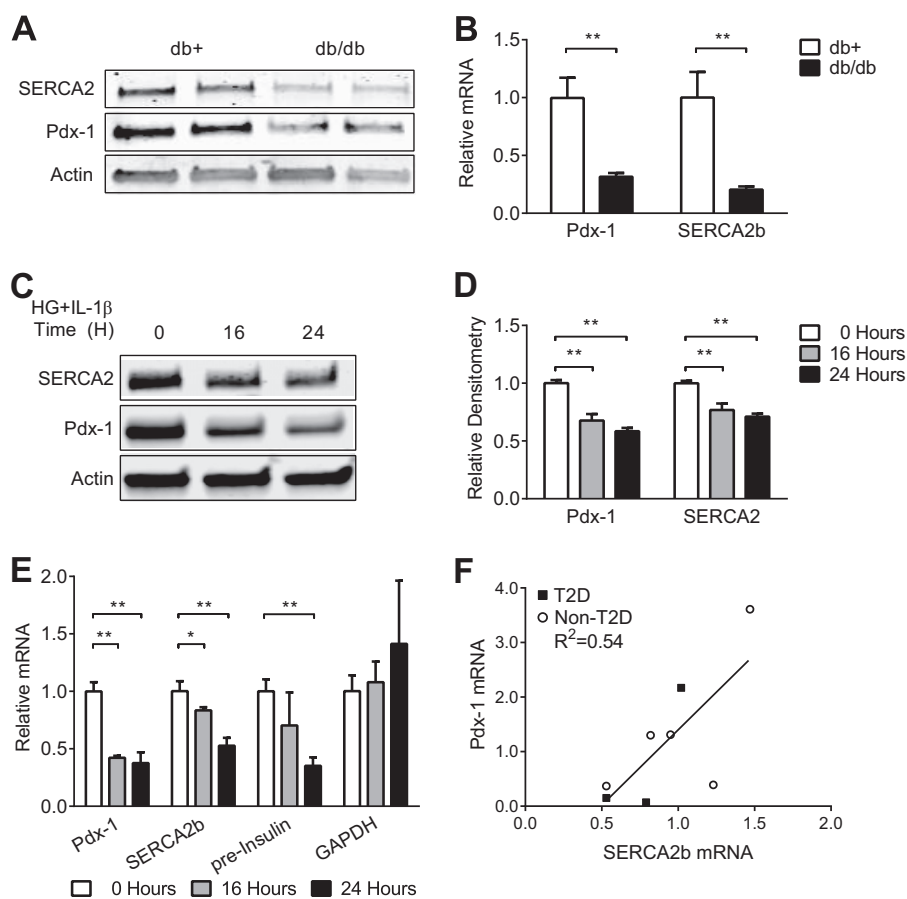 A
db+ db/db
SERCA2
Pdx-1
Actin
B
Relative mRNA
1.5
1.0
0.5
0.0
** **
Pdx-1 SERCA2b
db+
db/db
C
HG+IL-1β
Time (H) 0 16 24
SERCA2
Pdx-1
Actin
D
Relative Densitometry
1.5
1.0
0.5
0.0
** **
** **
Pdx-1 SERCA2
0 Hours
16 Hours
24 Hours
E
Relative mRNA
2.0
1.5
1.0
0.5
0.0
** ** **
** *
Pdx-1 SERCA2b pre-Insulin GAPDH
0 Hours 16 Hours 24 Hours
F
Pdx-1 mRNA
4.0
3.0
2.0
1.0
0.0
T2D
Non-T2D
R²=0.54
0.0 0.5 1.0 1.5 2.0
SERCA2b mRNA